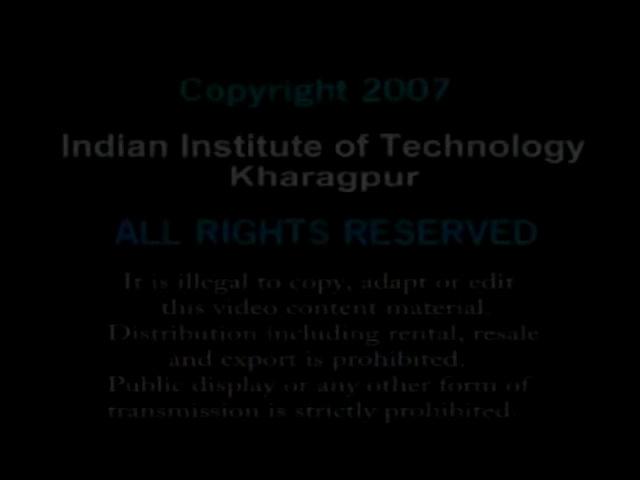 Copyright 2007
Indian Institute of Technology
Kharagpur
ALL RIGHTS RESERVED
It is illegal to copy, adapt or edit
this video content material.
Distribution including rental, resale
and export is prohibited.
Public display or any other form of
transmission is strictly prohibited.